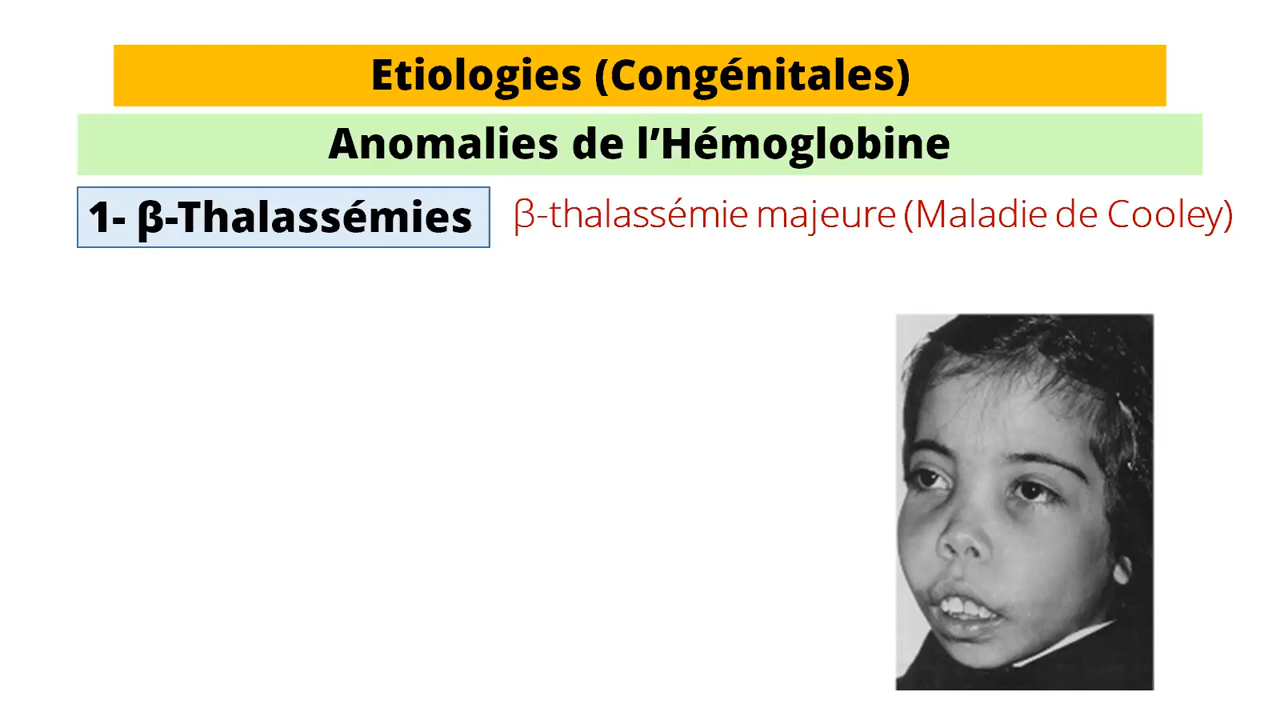 Etiologies (Congénitales)
Anomalies de l’Hémoglobine
1- β-Thalassémies β-thalassémie majeure (Maladie de Cooley)